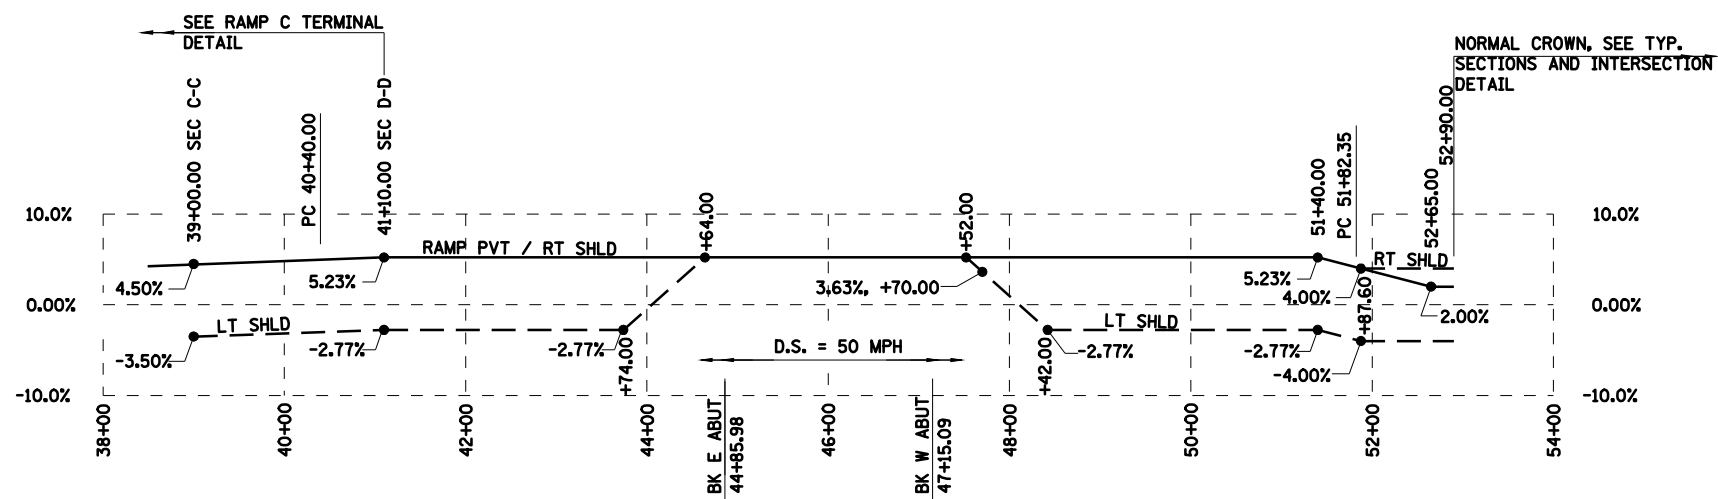 SEE RAMP C TERMINAL
DETAIL
NORMAL CROWN, SEE TYP.
SECTIONS AND INTERSECTION
DETAIL
39+00.00 SEC C-C
PC 40+40.00
41+10.00 SEC D-D
+64.00
+52.00
51+40.00
PC 51+82.35
52+65.00
52+90.00
10.0%
10.0%
RAMP PVT / RT SHLD
RT SHLD
4.50%
5.23%
3.63%, +70.00
5.23%
4.00%
0.00%
+87.60
2.00%
LT SHLD
LT SHLD
-3.50%
-2.77%
-2.77%
+74.00
D.S. = 50 MPH
+42.00
-2.77%
-2.77%
-4.00%
-10.0%
-10.0%
38+00
40+00
42+00
44+00
BK E ABUT
44+85.98
46+00
BK W ABUT
47+15.09
48+00
50+00
52+00
54+00
0.00%